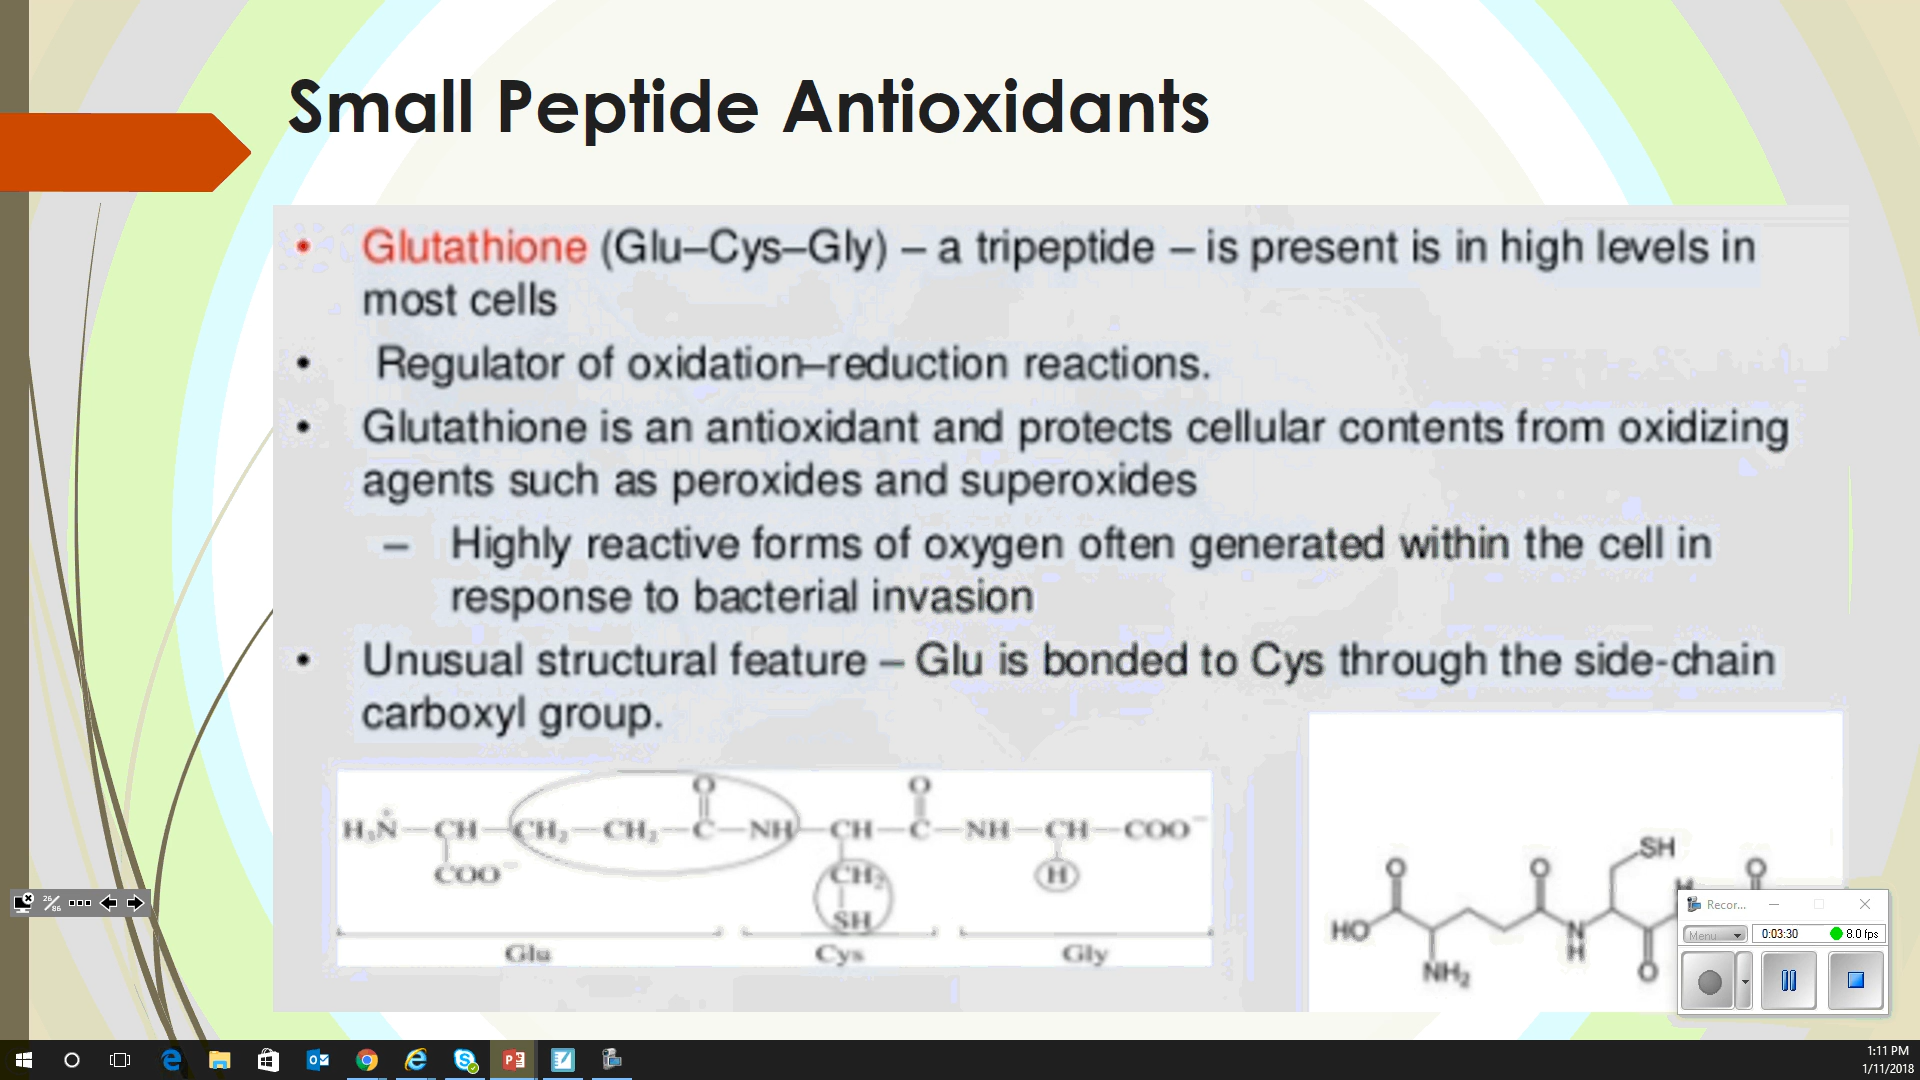 Small Peptide Antioxidants
• Glutathione (Glu–Cys–Gly) – a tripeptide – is present is in high levels in
most cells
• Regulator of oxidation–reduction reactions.
• Glutathione is an antioxidant and protects cellular contents from oxidizing
agents such as peroxides and superoxides
– Highly reactive forms of oxygen often generated within the cell in
response to bacterial invasion
• Unusual structural feature – Glu is bonded to Cys through the side-chain
carboxyl group.
O O
H₃N⁺—CH—CH₂—CH₂—C—NH—CH—C—NH—CH—COO⁻
COO⁻ CH₂ H
SH
Glu Cys Gly
SH
O O O
H
HO N
H
NH₂ O
26/86
Recor...
Menu 0:03:30 8.0 fps
1:11 PM
1/11/2018